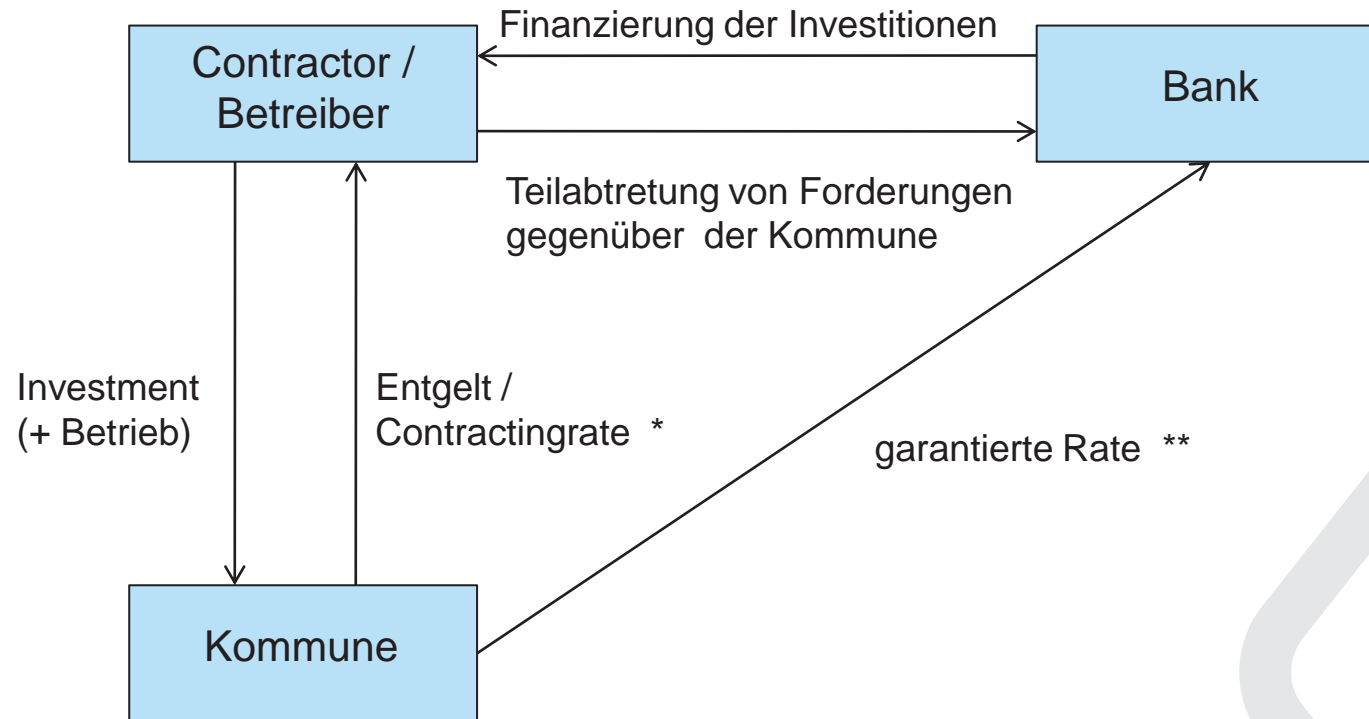 Finanzierung der Investitionen
Contractor /
Betreiber
Bank
Teilabtretung von Forderungen
gegenüber der Kommune
Investment
(+ Betrieb)
Entgelt /
Contractingrate *
garantierte Rate **
Kommune